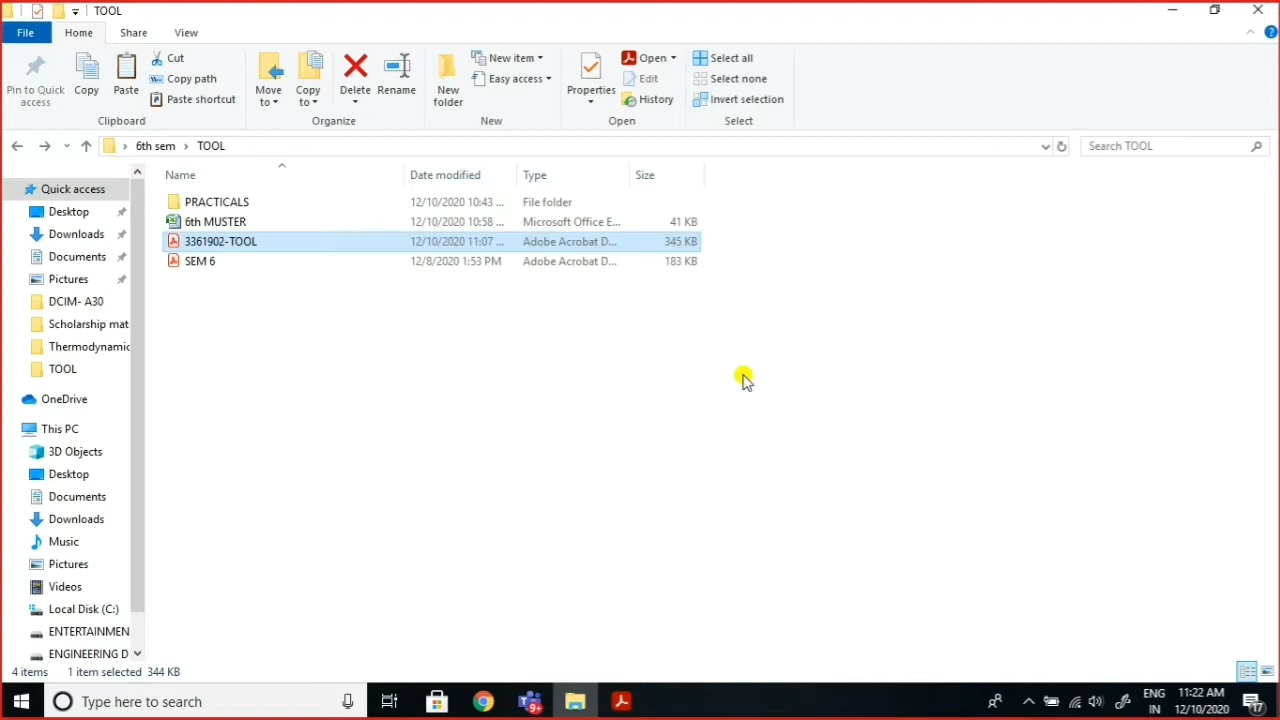 TOOL
File Home Share View
Pin to Quick access
Copy
Paste
Cut
Copy path
Paste shortcut
Clipboard
Move to
Copy to
Delete
Rename
Organize
New folder
New item
Easy access
New
Properties
Open
Edit
History
Open
Select all
Select none
Invert selection
Select
6th sem › TOOL
Search TOOL
Name Date modified Type Size
PRACTICALS 12/10/2020 10:43 ... File folder
6th MUSTER 12/10/2020 10:58 ... Microsoft Office E... 41 KB
3361902-TOOL 12/10/2020 11:07 ... Adobe Acrobat D... 345 KB
SEM 6 12/8/2020 1:53 PM Adobe Acrobat D... 183 KB
Quick access
Desktop
Downloads
Documents
Pictures
DCIM- A30
Scholarship mat
Thermodynamic
TOOL
OneDrive
This PC
3D Objects
Desktop
Documents
Downloads
Music
Pictures
Videos
Local Disk (C:)
ENTERTAINMEN
ENGINEERING D
4 items 1 item selected 344 KB
Type here to search
9+
ENG
IN
11:22 AM
12/10/2020
17